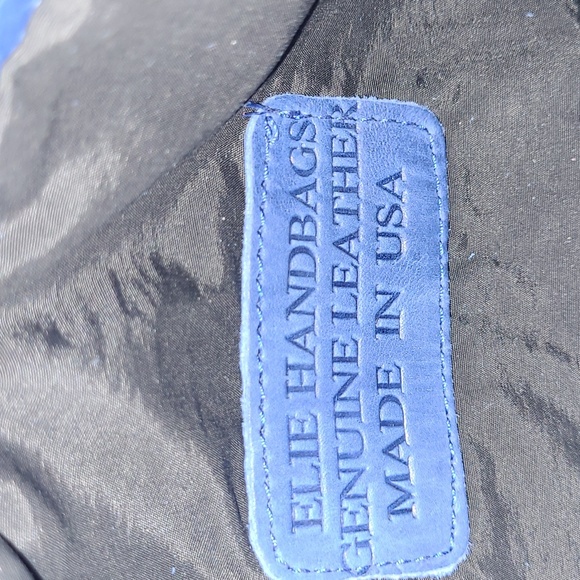 ELIE HANDBAGS
GENUINE LEATHER
MADE IN USA